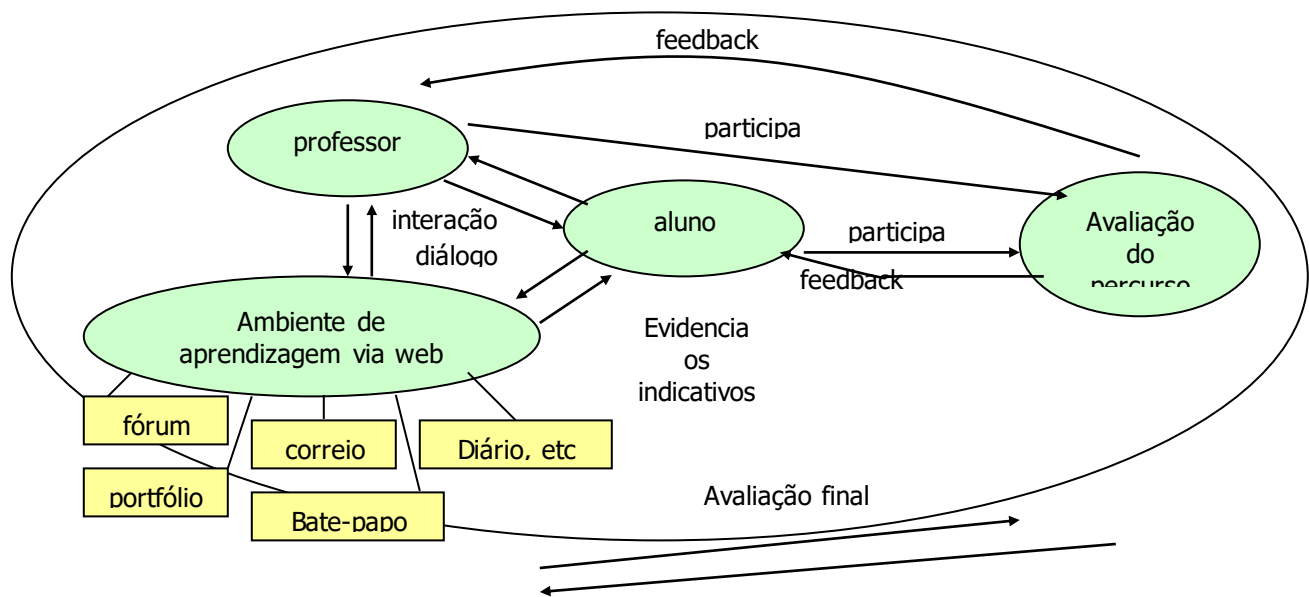 feedback
professor
participa
interação
diálogo
aluno
participa
feedback
Avaliação
do
percurso
Ambiente de
aprendizagem via web
Evidencia
os
indicativos
fórum
correio
Diário, etc
portfólio
Bate-papo
Avaliação final